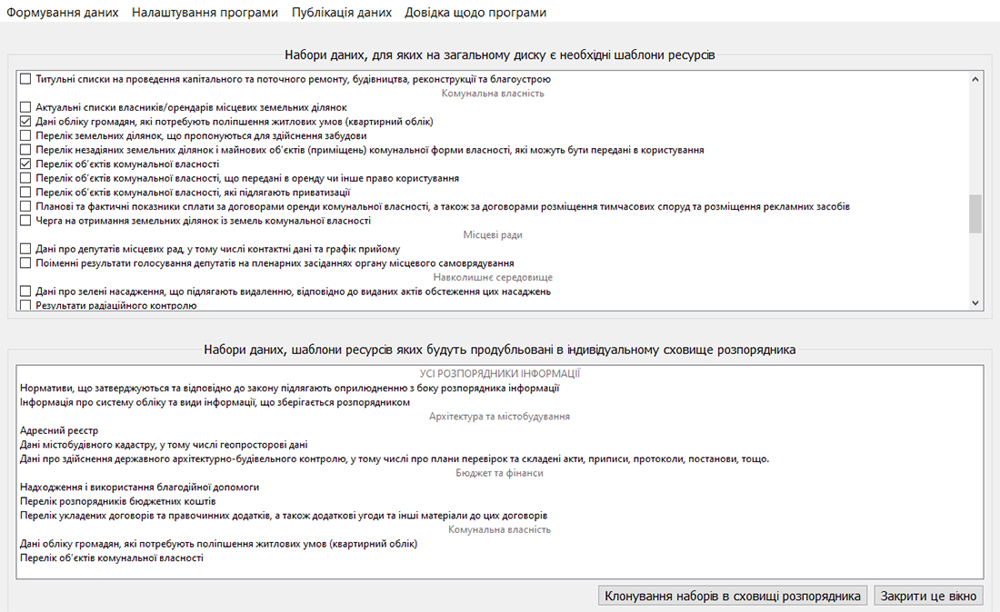 Формування даних Налаштування програми Публікація даних Довідка щодо програми
Набори даних, для яких на загальному диску є необхідні шаблони ресурсів
Титульні списки на проведення капітального та поточного ремонту, будівництва, реконструкції та благоустрою
Комунальна власність
Актуальні списки власників/орендарів місцевих земельних ділянок
Дані обліку громадян, які потребують поліпшення житлових умов (квартирний облік)
Перелік земельних ділянок, що пропонуються для здійснення забудови
Перелік незадіяних земельних ділянок і майнових об'єктів (приміщень) комунальної форми власності, які можуть бути передані в користування
Перелік об'єктів комунальної власності
Перелік об'єктів комунальної власності, що передані в оренду чи інше право користування
Перелік об'єктів комунальної власності, які підлягають приватизації
Планові та фактичні показники сплати за договорами оренди комунальної власності, а також за договорами розміщення тимчасових споруд та розміщення рекламних засобів
Черга на отримання земельних ділянок із земель комунальної власності
Місцеві ради
Дані про депутатів місцевих рад, у тому числі контактні дані та графік прийому
Поіменні результати голосування депутатів на пленарних засіданнях органу місцевого самоврядування
Навколишнє середовище
Дані про зелені насадження, що підлягають видаленню, відповідно до виданих актів обстеження цих насаджень
Результати радіаційного контролю
Набори даних, шаблони ресурсів яких будуть продубльовані в індивідуальному сховище розпорядника
УСІ РОЗПОРЯДНИКИ ІНФОРМАЦІЇ
Нормативи, що затверджуються та відповідно до закону підлягають оприлюдненню з боку розпорядника інформації
Інформація про систему обліку та види інформації, що зберігається розпорядником
Архітектура та містобудування
Адресний реєстр
Дані містобудівного кадастру, у тому числі геопросторові дані
Дані про здійснення державного архітектурно-будівельного контролю, у тому числі про плани перевірок та складені акти, приписи, протоколи, постанови, тощо.
Бюджет та фінанси
Надходження і використання благодійної допомоги
Перелік розпорядників бюджетних коштів
Перелік укладених договорів та правочинних додатків, а також додаткові угоди та інші матеріали до цих договорів
Комунальна власність
Дані обліку громадян, які потребують поліпшення житлових умов (квартирний облік)
Перелік об'єктів комунальної власності
Клонування наборів в сховищі розпорядника Закрити це вікно